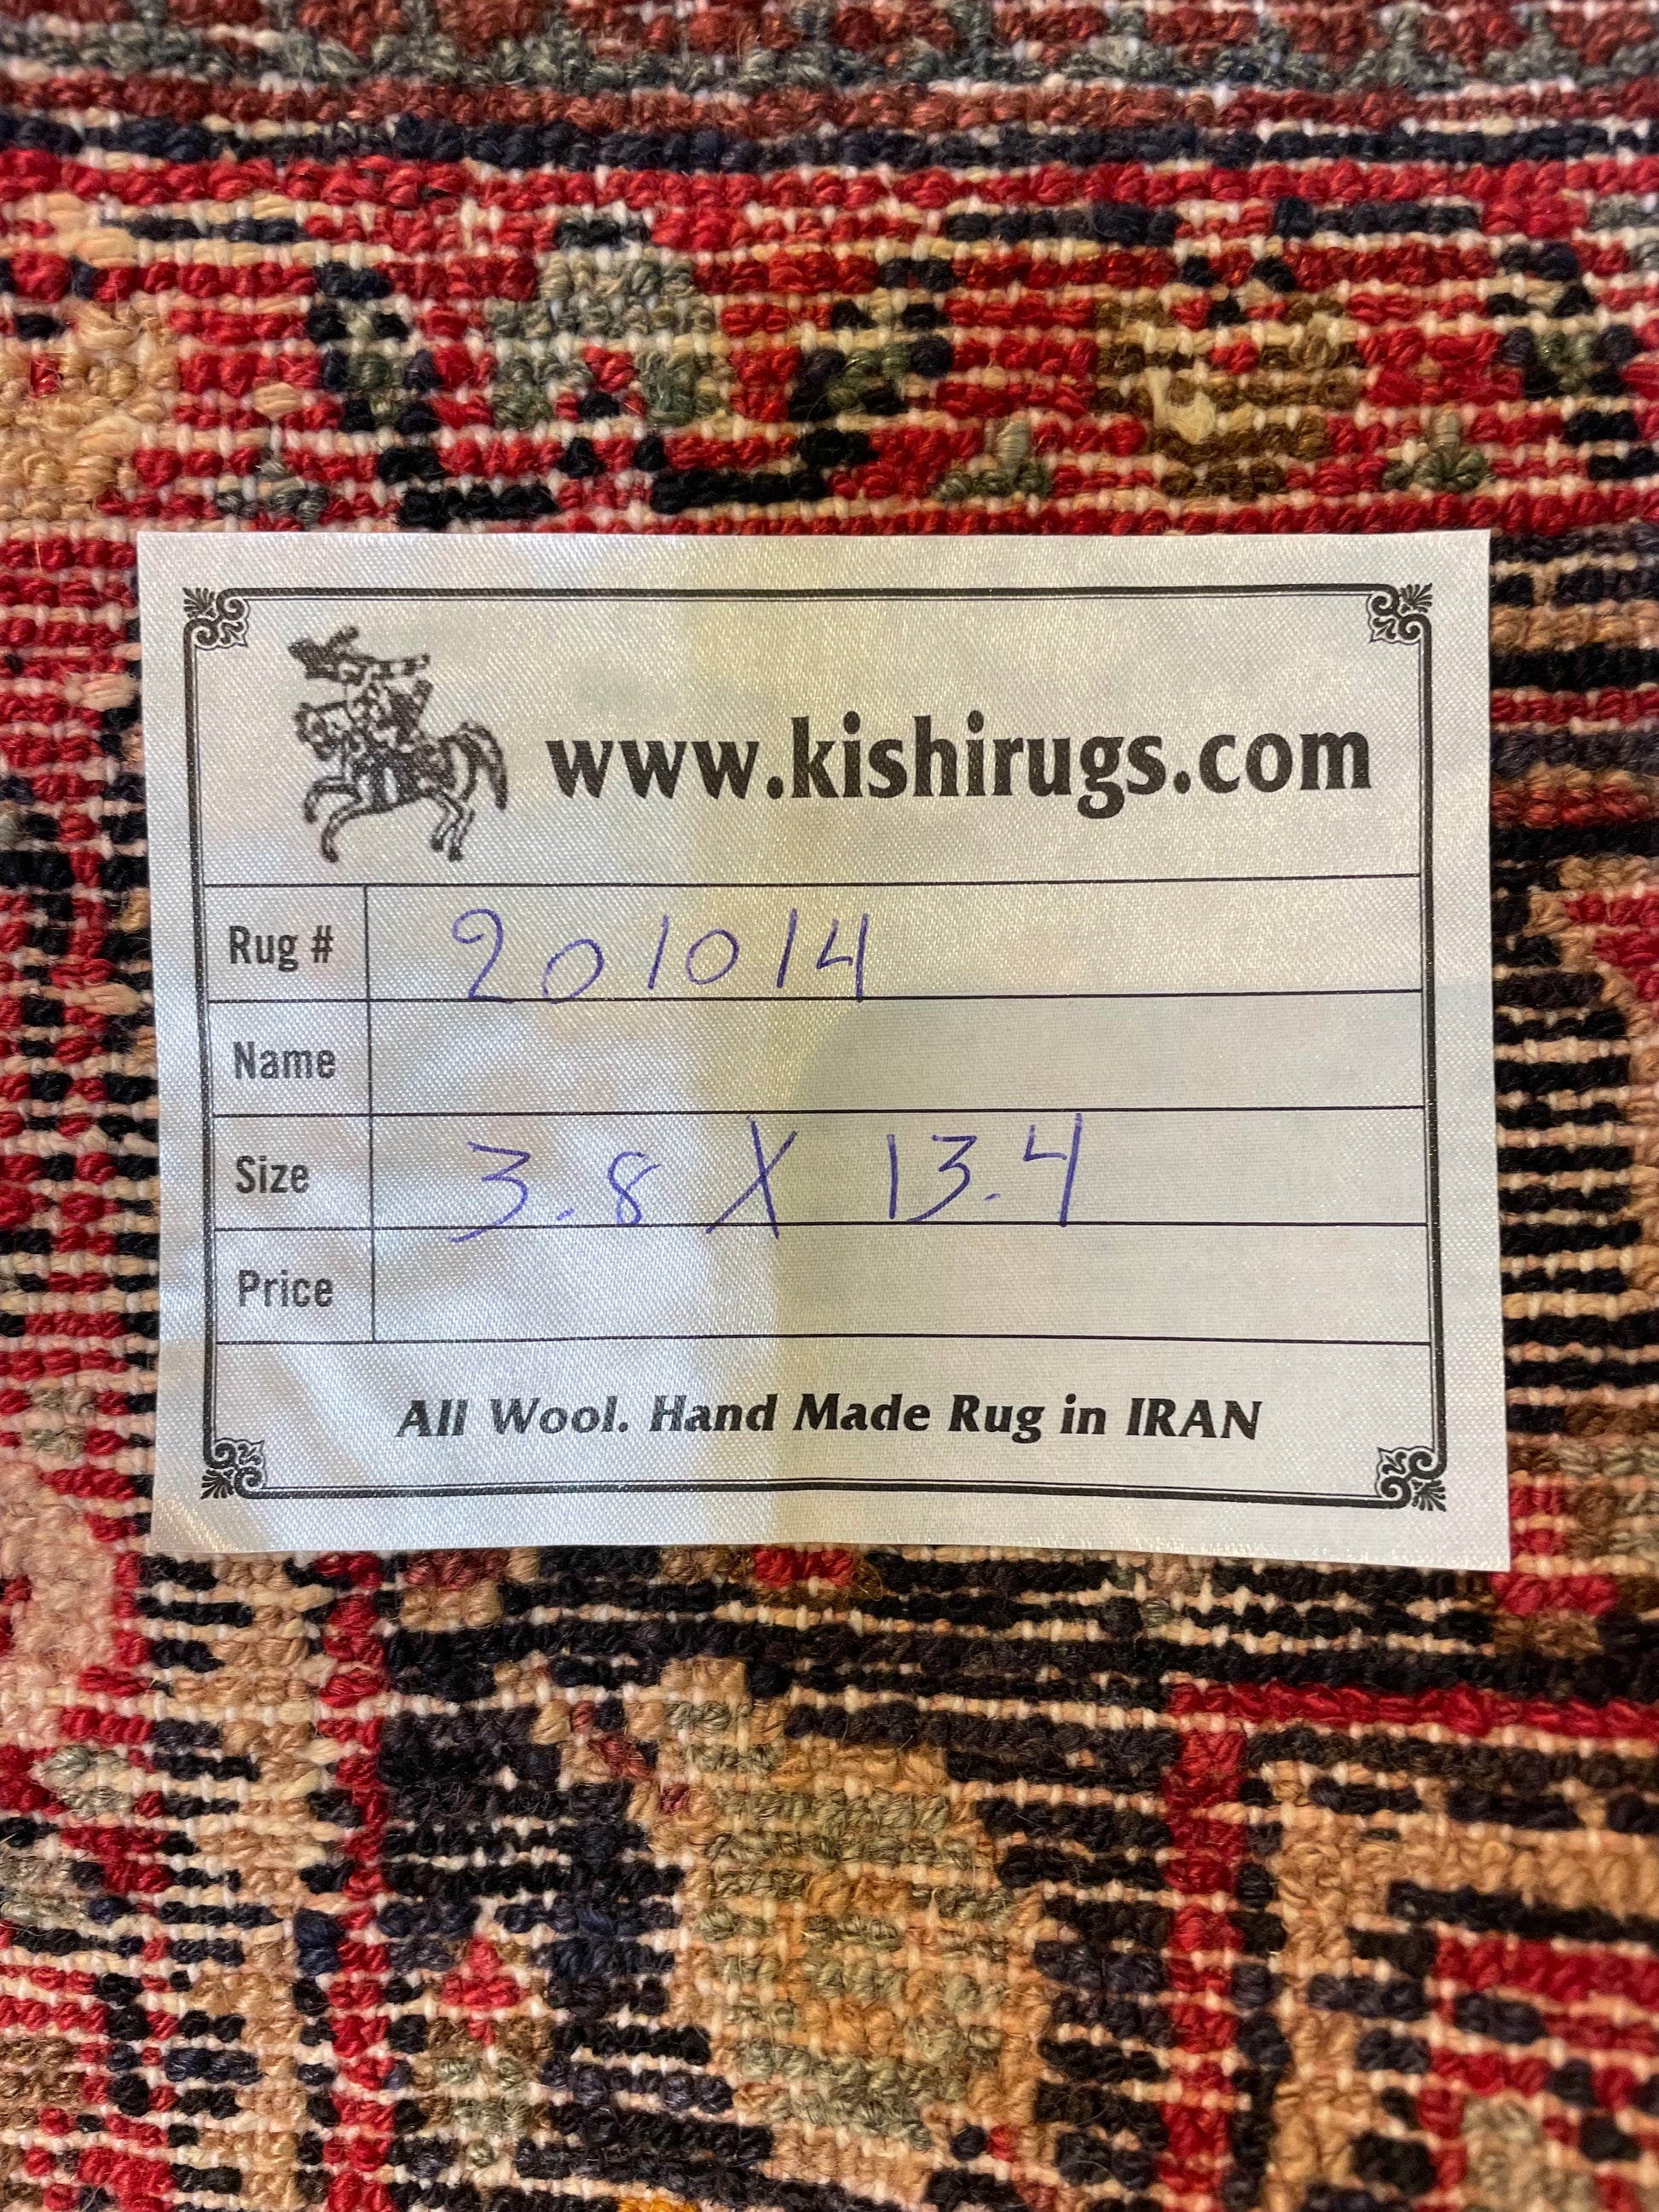 www.kishirugs.com
Rug # 201014
Name
Size 3.8 X 13.4
Price
All Wool. Hand Made Rug in IRAN